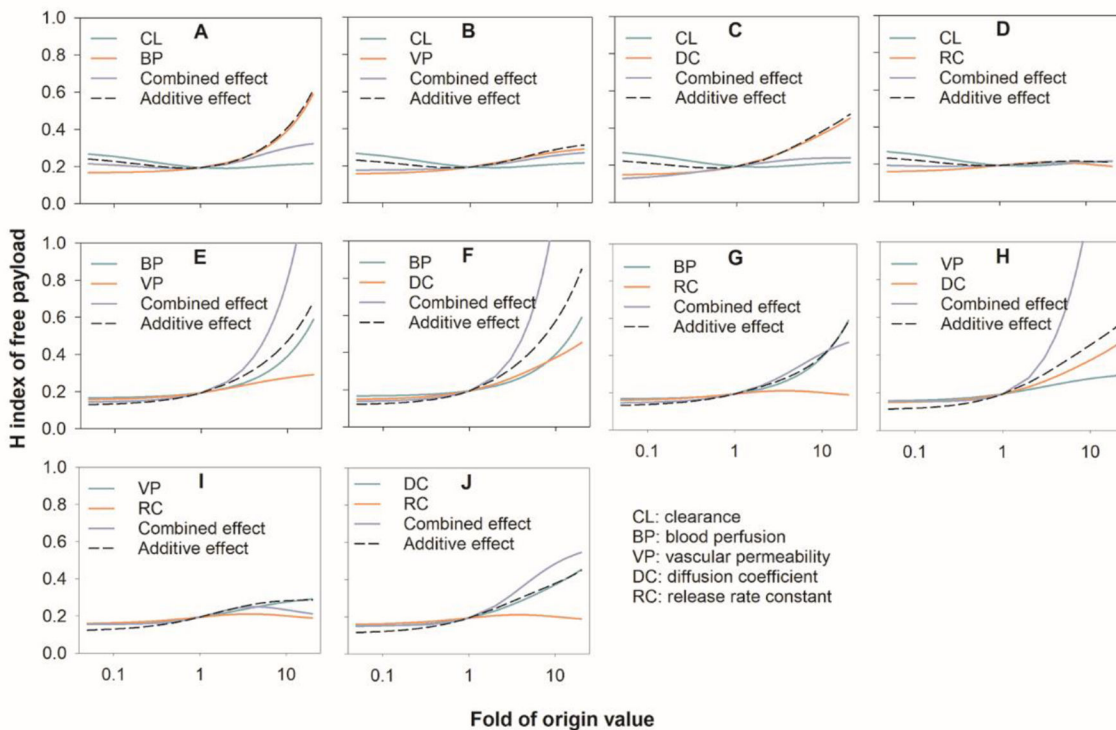 H index of free payload
1.0
0.8
0.6
0.4
0.2
0.0
A
CL
BP
Combined effect
Additive effect
B
CL
VP
Combined effect
Additive effect
C
CL
DC
Combined effect
Additive effect
D
CL
RC
Combined effect
Additive effect
1.0
0.8
0.6
0.4
0.2
0.0
E
BP
VP
Combined effect
Additive effect
F
BP
DC
Combined effect
Additive effect
G
BP
RC
Combined effect
Additive effect
0.1 1 10
H
VP
DC
Combined effect
Additive effect
0.1 1 10
1.0
0.8
0.6
0.4
0.2
0.0
I
VP
RC
Combined effect
Additive effect
0.1 1 10
J
DC
RC
Combined effect
Additive effect
0.1 1 10
CL: clearance
BP: blood perfusion
VP: vascular permeability
DC: diffusion coefficient
RC: release rate constant
Fold of origin value